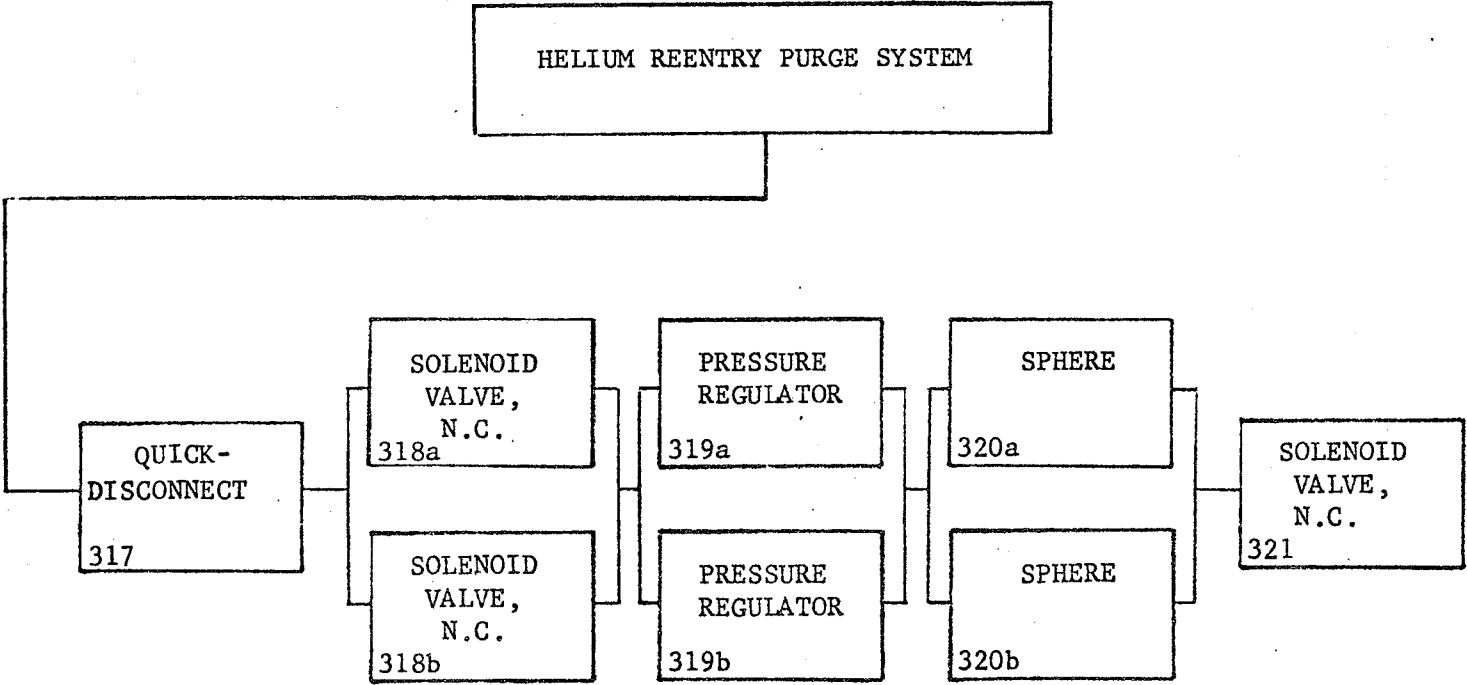 HELIUM REENTRY PURGE SYSTEM
QUICK-
DISCONNECT
317
SOLENOID
VALVE,
N.C.
318a
SOLENOID
VALVE,
N.C.
318b
PRESSURE
REGULATOR
319a
PRESSURE
REGULATOR
319b
SPHERE
320a
SPHERE
320b
SOLENOID
VALVE,
N.C.
321